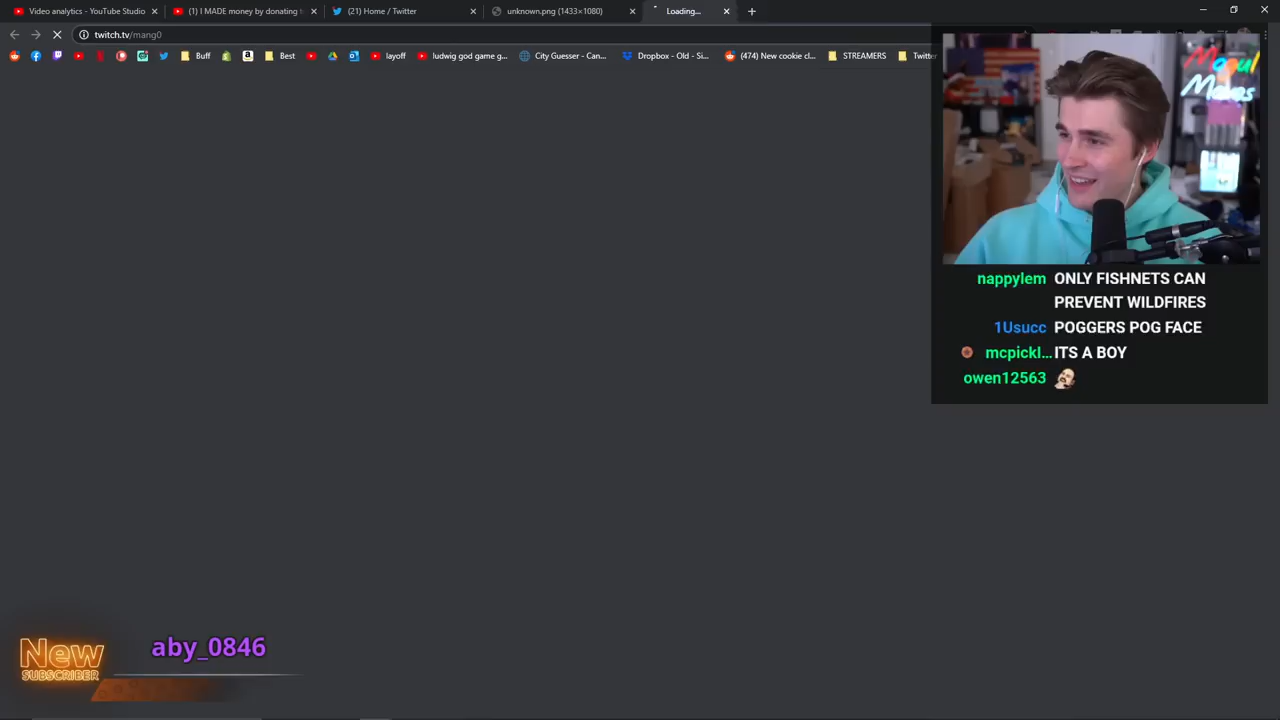 Video analytics - YouTube Studio
(1) I MADE money by donating t
(21) Home / Twitter
unknown.png (1433×1080)
Loading...
twitch.tv/mang0
Buff
Best
layoff
ludwig god game g...
City Guesser - Can...
Dropbox - Old - Si...
(474) New cookie cl...
STREAMERS
Twitter
Mogul
Moves
nappylem ONLY FISHNETS CAN
PREVENT WILDFIRES
1Usucc POGGERS POG FACE
mcpickl... ITS A BOY
owen12563
New
SUBSCRIBER
aby_0846